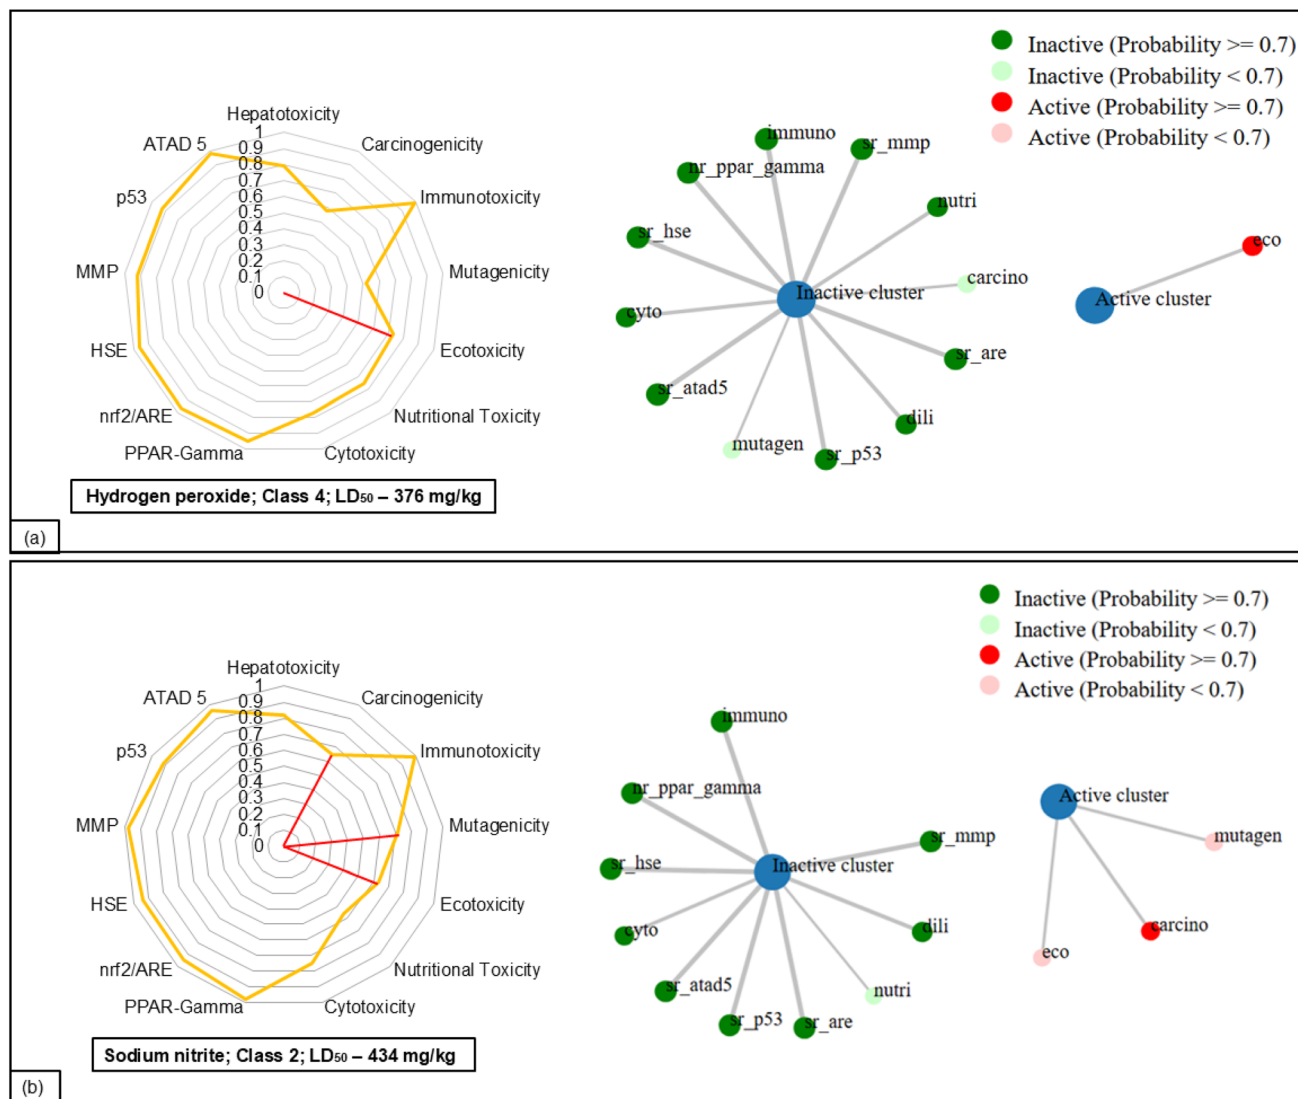 Inactive (Probability >= 0.7)
Inactive (Probability < 0.7)
Active (Probability >= 0.7)
Active (Probability < 0.7)
Hepatotoxicity
Carcinogenicity
Immunotoxicity
Mutagenicity
Ecotoxicity
Nutritional Toxicity
Cytotoxicity
PPAR-Gamma
nrf2/ARE
HSE
MMP
p53
ATAD 5
1
0.9
0.8
0.7
0.6
0.5
0.4
0.3
0.2
0.1
0
immuno
sr_mmp
nr_ppar_gamma
nutri
sr_hse
carcino
Inactive cluster
cyto
sr_are
sr_atad5
dili
mutagen
sr_p53
eco
Active cluster
Hydrogen peroxide; Class 4; LD50 – 376 mg/kg
(a)
Inactive (Probability >= 0.7)
Inactive (Probability < 0.7)
Active (Probability >= 0.7)
Active (Probability < 0.7)
Hepatotoxicity
Carcinogenicity
Immunotoxicity
Mutagenicity
Ecotoxicity
Nutritional Toxicity
Cytotoxicity
PPAR-Gamma
nrf2/ARE
HSE
MMP
p53
ATAD 5
1
0.9
0.8
0.7
0.6
0.5
0.4
0.3
0.2
0.1
0
immuno
nr_ppar_gamma
sr_mmp
sr_hse
Inactive cluster
cyto
dili
sr_atad5
nutri
sr_p53
sr_are
Active cluster
mutagen
carcino
eco
Sodium nitrite; Class 2; LD50 – 434 mg/kg
(b)